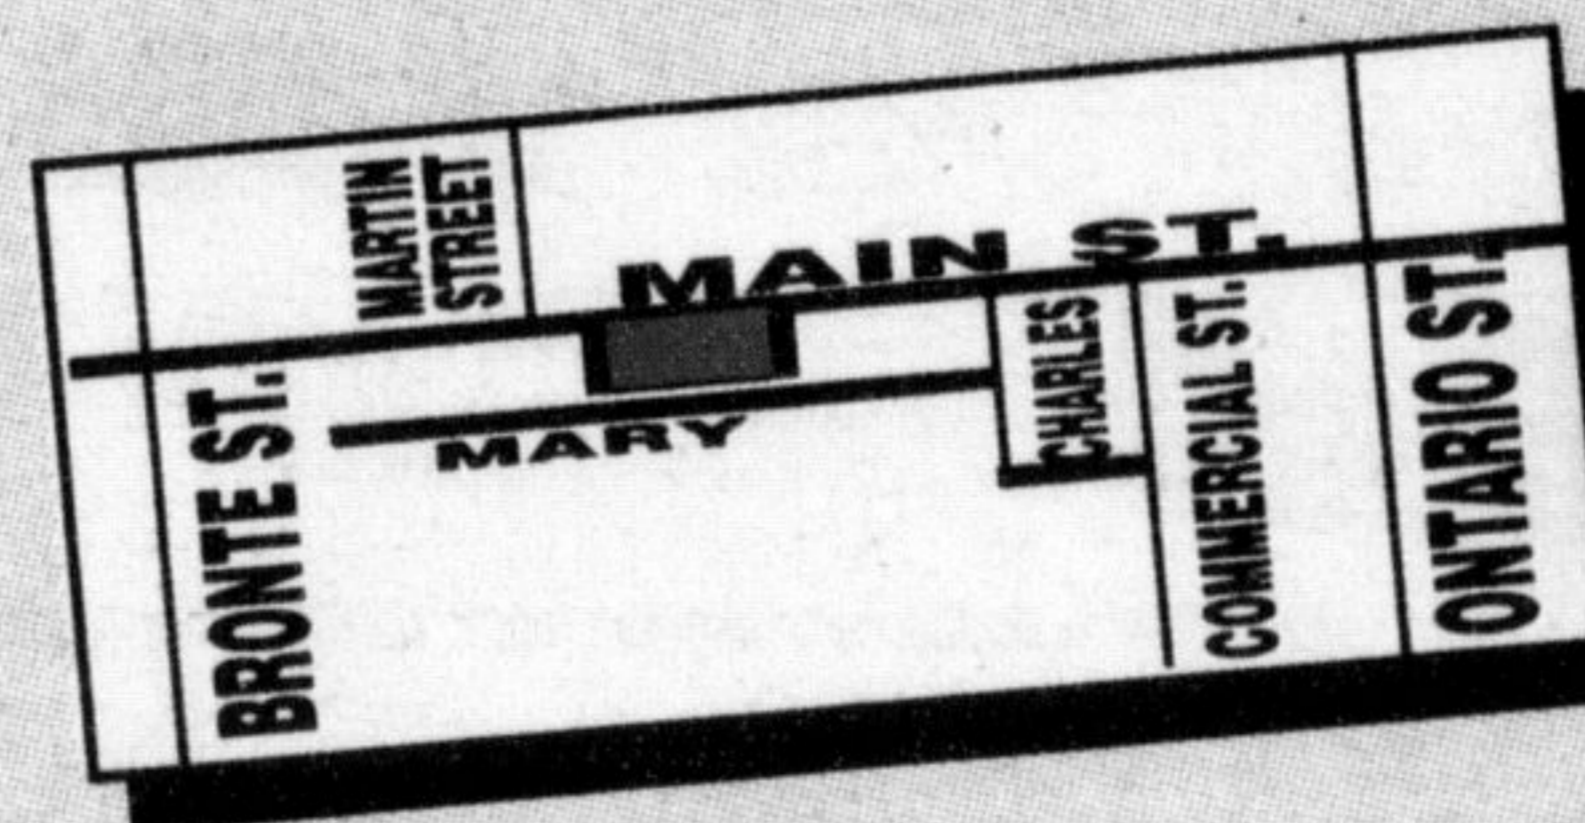 MARTIN
STREET
MAIN ST.
BRONTE ST.
MARY
CHARLES
COMMERCIAL ST.
ONTARIO ST.